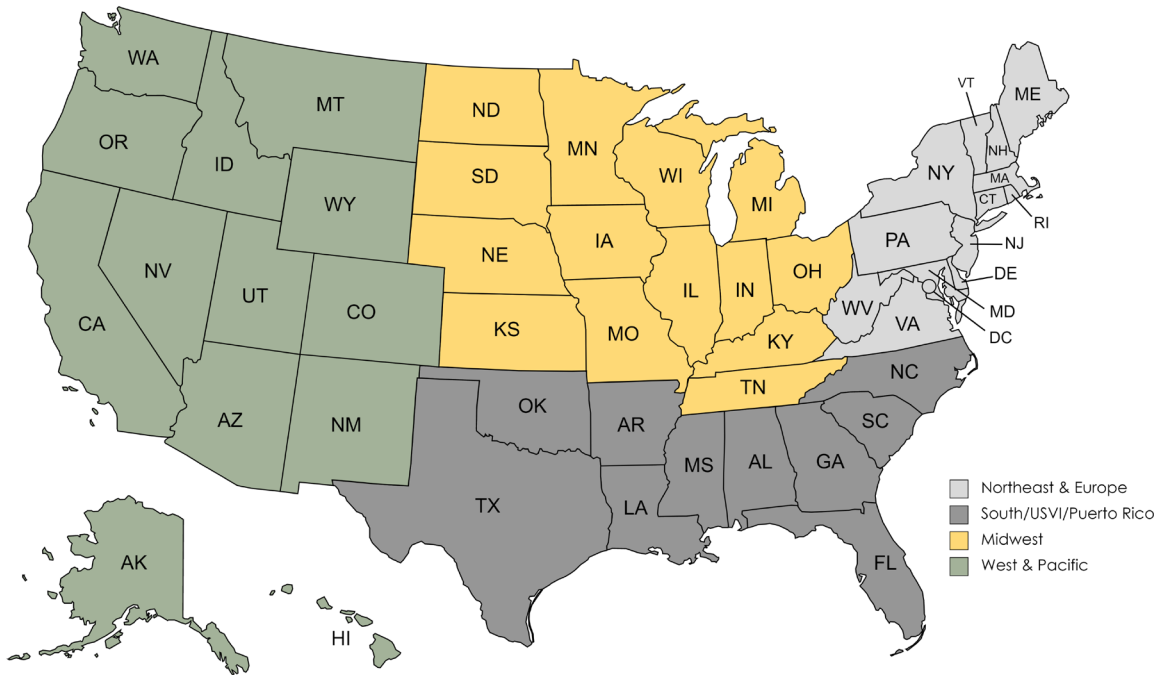 WA
MT
ND
MN
VT
ME
OR
ID
SD
WI
MI
NY
NH
MA
CT
RI
WY
NE
IA
PA
NJ
NV
UT
CO
IL
IN
OH
DE
MD
DC
WV
VA
CA
KS
MO
KY
TN
NC
AZ
NM
OK
AR
SC
MS
AL
GA
TX
LA
FL
AK
HI
Northeast & Europe
South/USVI/Puerto Rico
Midwest
West & Pacific